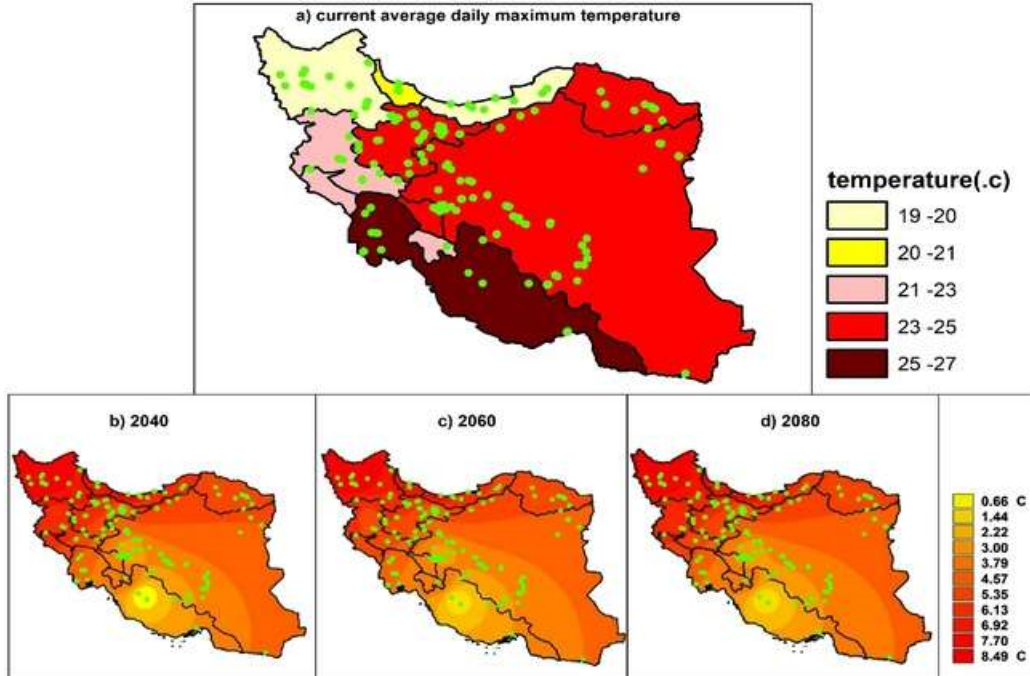 a) current average daily maximum temperature
temperature(.c)
19 -20
20 -21
21 -23
23 -25
25 -27
b) 2040
c) 2060
d) 2080
0.66 C
1.44
2.22
3.00
3.79
4.57
5.35
6.13
6.92
7.70
8.49 C